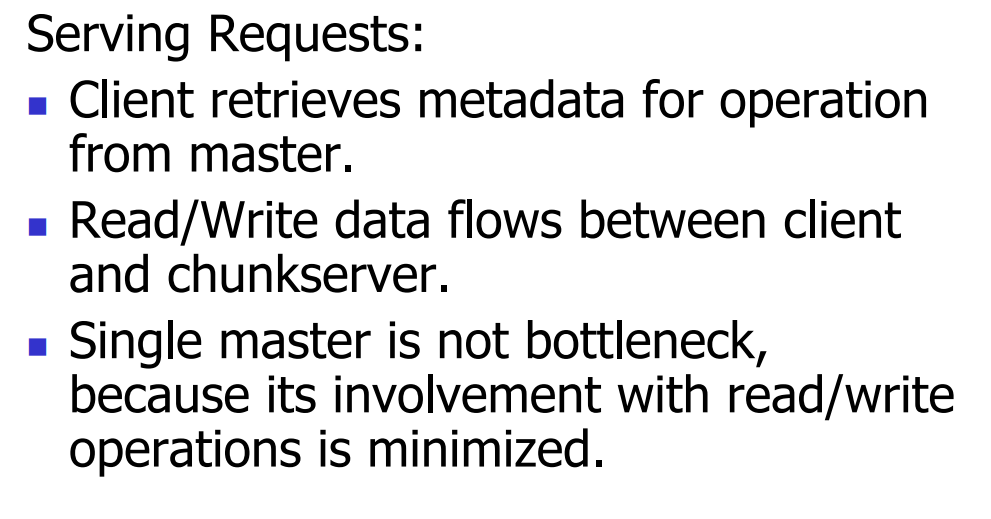 Serving Requests:
▪ Client retrieves metadata for operation
from master.
▪ Read/Write data flows between client
and chunkserver.
▪ Single master is not bottleneck,
because its involvement with read/write
operations is minimized.